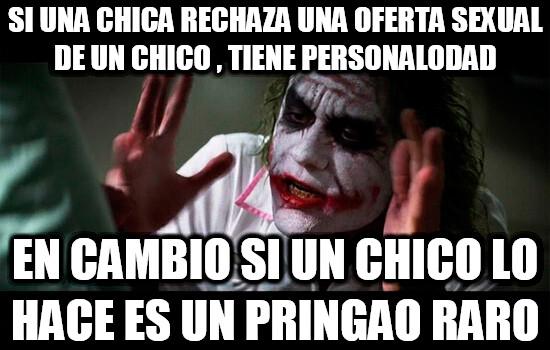 SI UNA CHICA RECHAZA UNA OFERTA SEXUAL
DE UN CHICO , TIENE PERSONALODAD
EN CAMBIO SI UN CHICO LO
HACE ES UN PRINGAO RARO